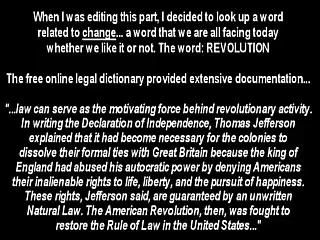 When I was editing this part, I decided to look up a word
related to change... a word that we are all facing today
whether we like it or not. The word: REVOLUTION
The free online legal dictionary provided extensive documentation...
"...law can serve as the motivating force behind revolutionary activity.
In writing the Declaration of Independence, Thomas Jefferson
explained that it had become necessary for the colonies to
dissolve their formal ties with Great Britain because the king of
England had abused his autocratic power by denying Americans
their inalienable rights to life, liberty, and the pursuit of happiness.
These rights, Jefferson said, are guaranteed by an unwritten
Natural Law. The American Revolution, then, was fought to
restore the Rule of Law in the United States..."